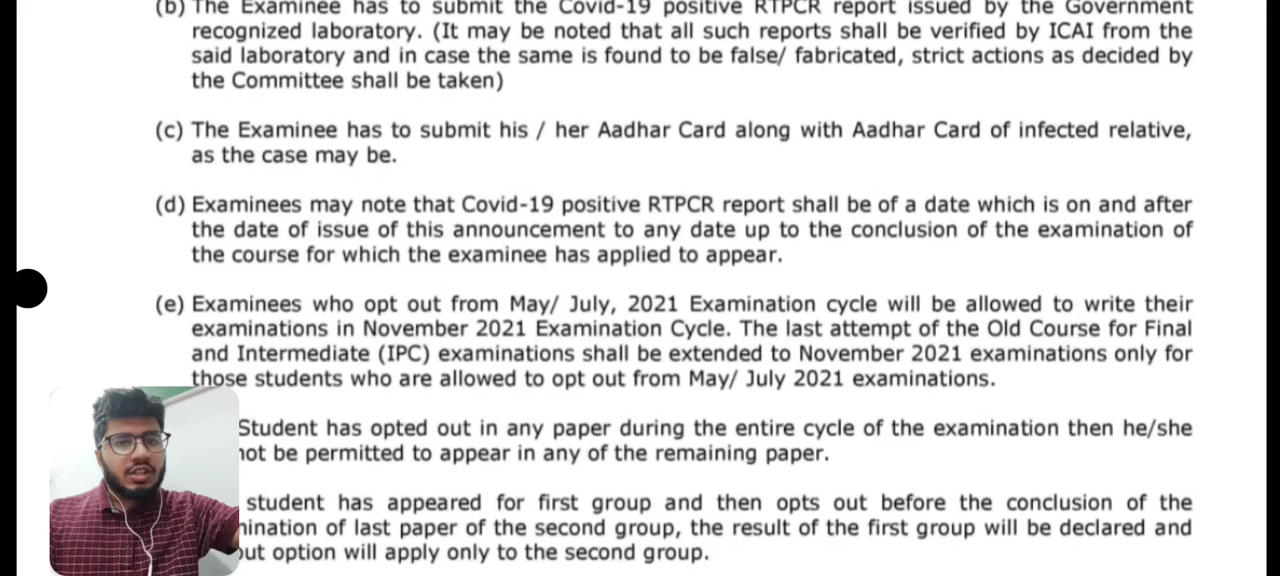 (b) The Examinee has to submit the Covid-19 positive RTPCR report issued by the Government
recognized laboratory. (It may be noted that all such reports shall be verified by ICAI from the
said laboratory and in case the same is found to be false/ fabricated, strict actions as decided by
the Committee shall be taken)
(c) The Examinee has to submit his / her Aadhar Card along with Aadhar Card of infected relative,
as the case may be.
(d) Examinees may note that Covid-19 positive RTPCR report shall be of a date which is on and after
the date of issue of this announcement to any date up to the conclusion of the examination of
the course for which the examinee has applied to appear.
(e) Examinees who opt out from May/ July, 2021 Examination cycle will be allowed to write their
examinations in November 2021 Examination Cycle. The last attempt of the Old Course for Final
and Intermediate (IPC) examinations shall be extended to November 2021 examinations only for
those students who are allowed to opt out from May/ July 2021 examinations.
Student has opted out in any paper during the entire cycle of the examination then he/she
be permitted to appear in any of the remaining paper.
student has appeared for first group and then opts out before the conclusion of the
of last paper of the second group, the result of the first group will be declared and
option will apply only to the second group.